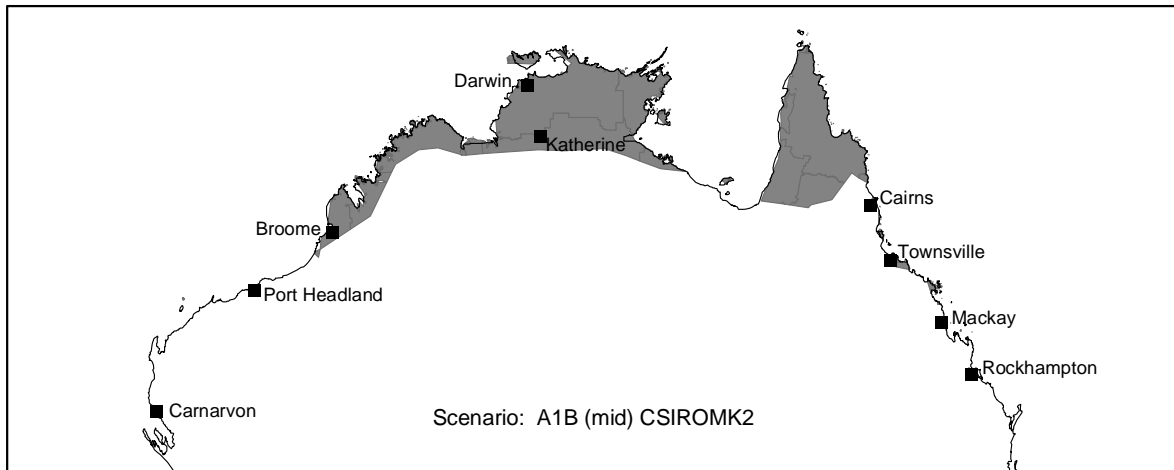 Darwin
Katherine
Cairns
Broome
Townsville
Port Headland
Mackay
Rockhampton
Carnarvon
Scenario: A1B (mid) CSIROMK2